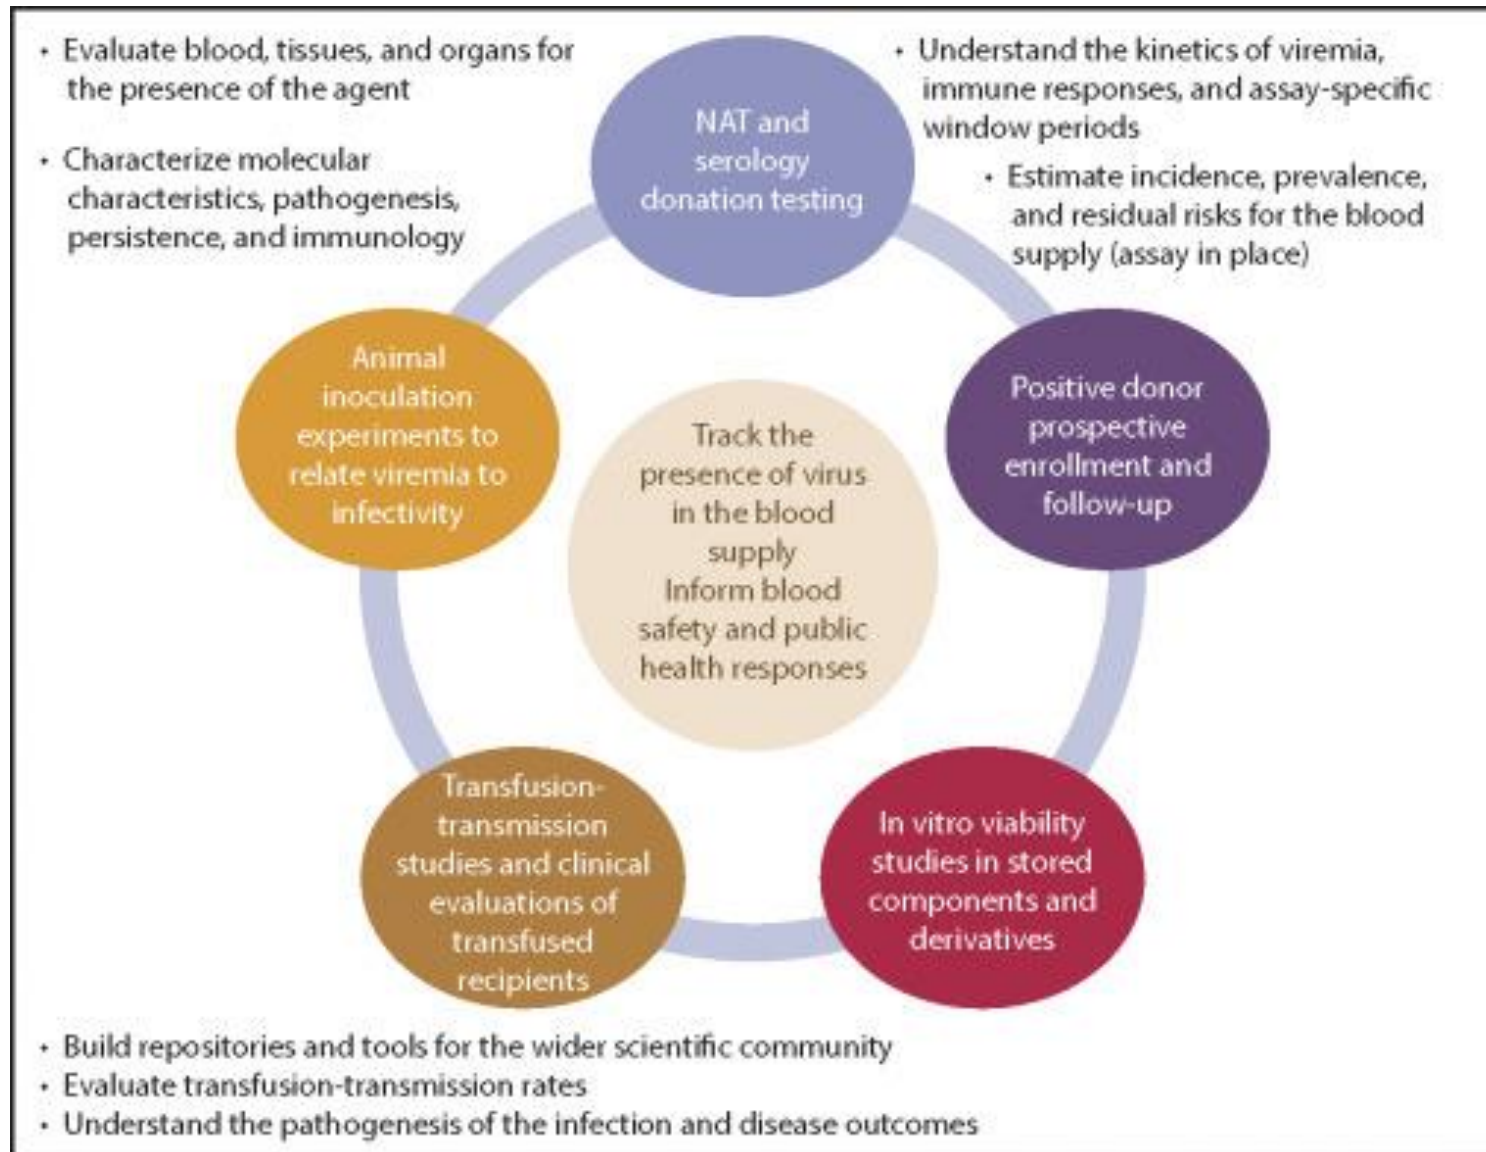 • Evaluate blood, tissues, and organs for
the presence of the agent
• Characterize molecular
characteristics, pathogenesis,
persistence, and immunology
NAT and
serology
donation testing
• Understand the kinetics of viremia,
immune responses, and assay-specific
window periods
• Estimate incidence, prevalence,
and residual risks for the blood
supply (assay in place)
Animal
inoculation
experiments to
relate viremia to
infectivity
Track the
presence of virus
in the blood
supply
Inform blood
safety and public
health responses
Positive donor
prospective
enrollment and
follow-up
Transfusion-
transmission
studies and clinical
evaluations of
transfused
recipients
In vitro viability
studies in stored
components and
derivatives
• Build repositories and tools for the wider scientific community
• Evaluate transfusion-transmission rates
• Understand the pathogenesis of the infection and disease outcomes